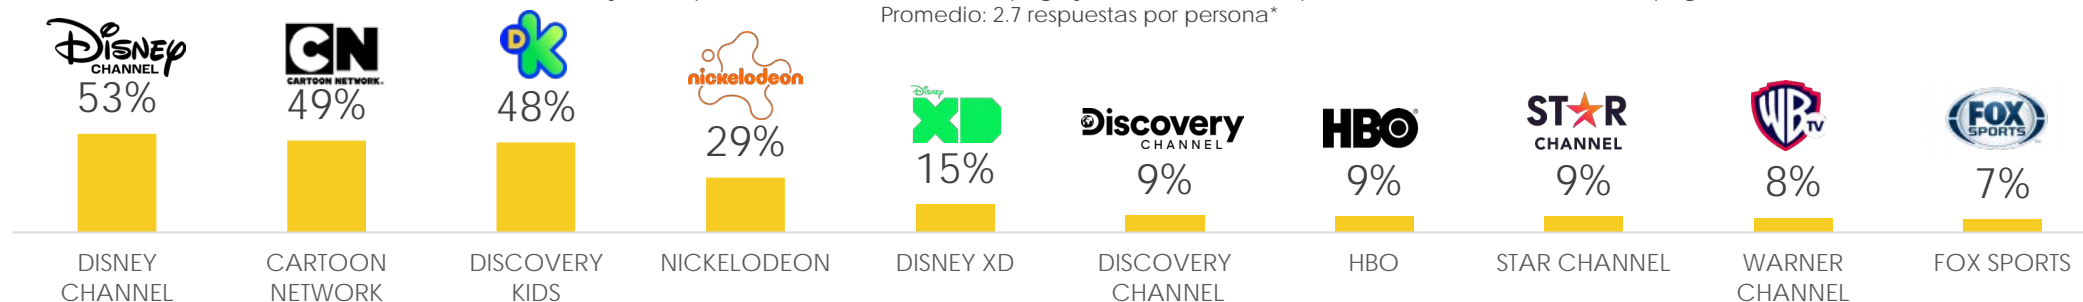 Promedio: 2.7 respuestas por persona*
Disney
CHANNEL
53%
CN
CARTOON NETWORK.
49%
DK
48%
nickelodeon
29%
Disney
XD
15%
Discovery
CHANNEL
9%
HBO
9%
STAR
CHANNEL
9%
WB TV
8%
FOX
SPORTS
7%
DISNEY
CHANNEL
CARTOON
NETWORK
DISCOVERY
KIDS
NICKELODEON
DISNEY XD
DISCOVERY
CHANNEL
HBO
STAR CHANNEL
WARNER
CHANNEL
FOX SPORTS